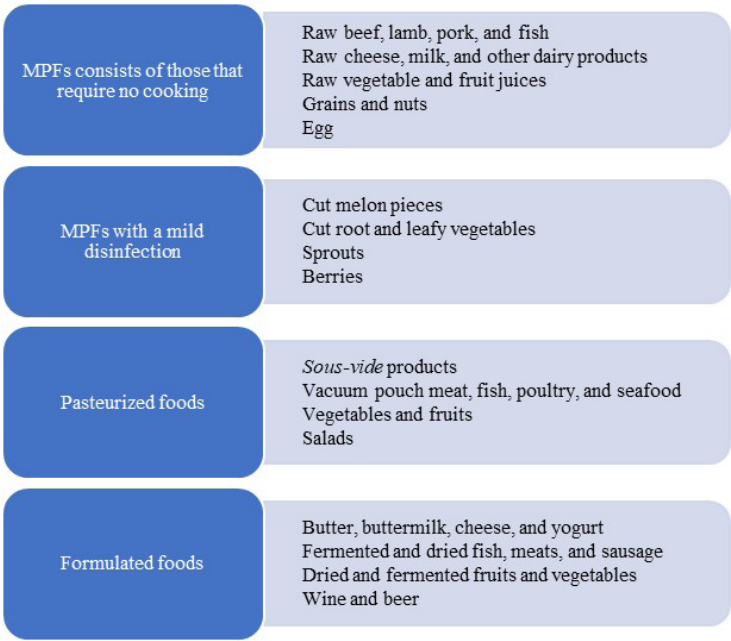 MPFs consists of those that
require no cooking
Raw beef, lamb, pork, and fish
Raw cheese, milk, and other dairy products
Raw vegetable and fruit juices
Grains and nuts
Egg
MPFs with a mild
disinfection
Cut melon pieces
Cut root and leafy vegetables
Sprouts
Berries
Pasteurized foods
Sous-vide products
Vacuum pouch meat, fish, poultry, and seafood
Vegetables and fruits
Salads
Formulated foods
Butter, buttermilk, cheese, and yogurt
Fermented and dried fish, meats, and sausage
Dried and fermented fruits and vegetables
Wine and beer